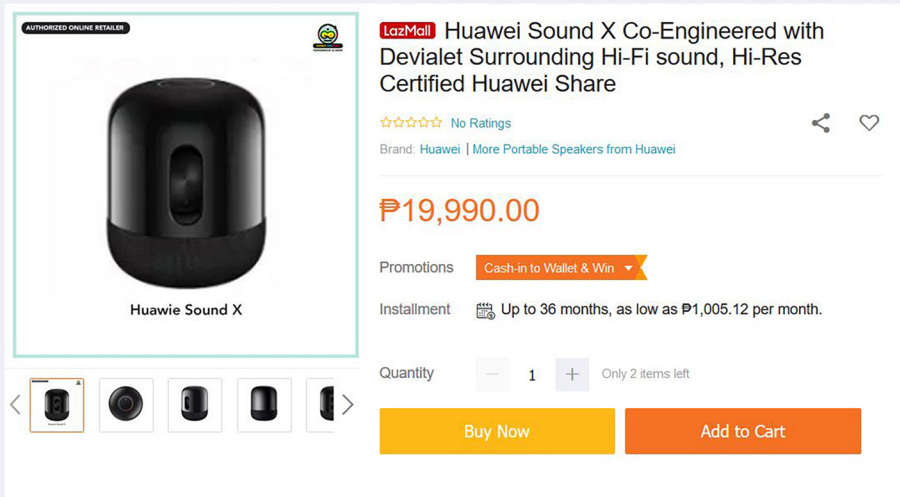 AUTHORIZED ONLINE RETAILER
Huawie Sound X
LazMall Huawei Sound X Co-Engineered with
Devialet Surrounding Hi-Fi sound, Hi-Res
Certified Huawei Share
No Ratings
Brand: Huawei | More Portable Speakers from Huawei
₱19,990.00
Promotions Cash-in to Wallet & Win
Installment Up to 36 months, as low as ₱1,005.12 per month.
Quantity 1 Only 2 items left
Buy Now Add to Cart